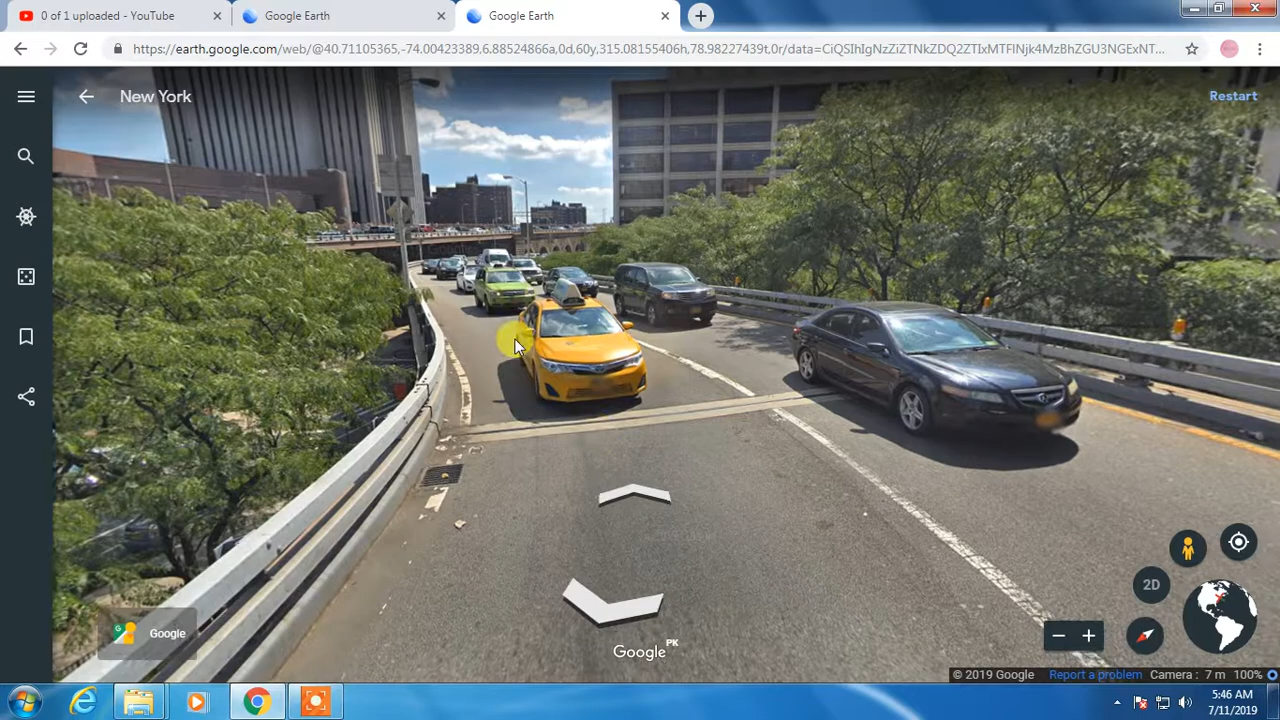 0 of 1 uploaded - YouTube
Google Earth
Google Earth
https://earth.google.com/web/@40.71105365,-74.00423389,6.88524866a,0d,60y,315.08155406h,78.98227439t,0r/data=
New York
Restart
2D
Google
Google PK
© 2019 Google
Report a problem
Camera : 7 m 100%
5:46 AM
7/11/2019